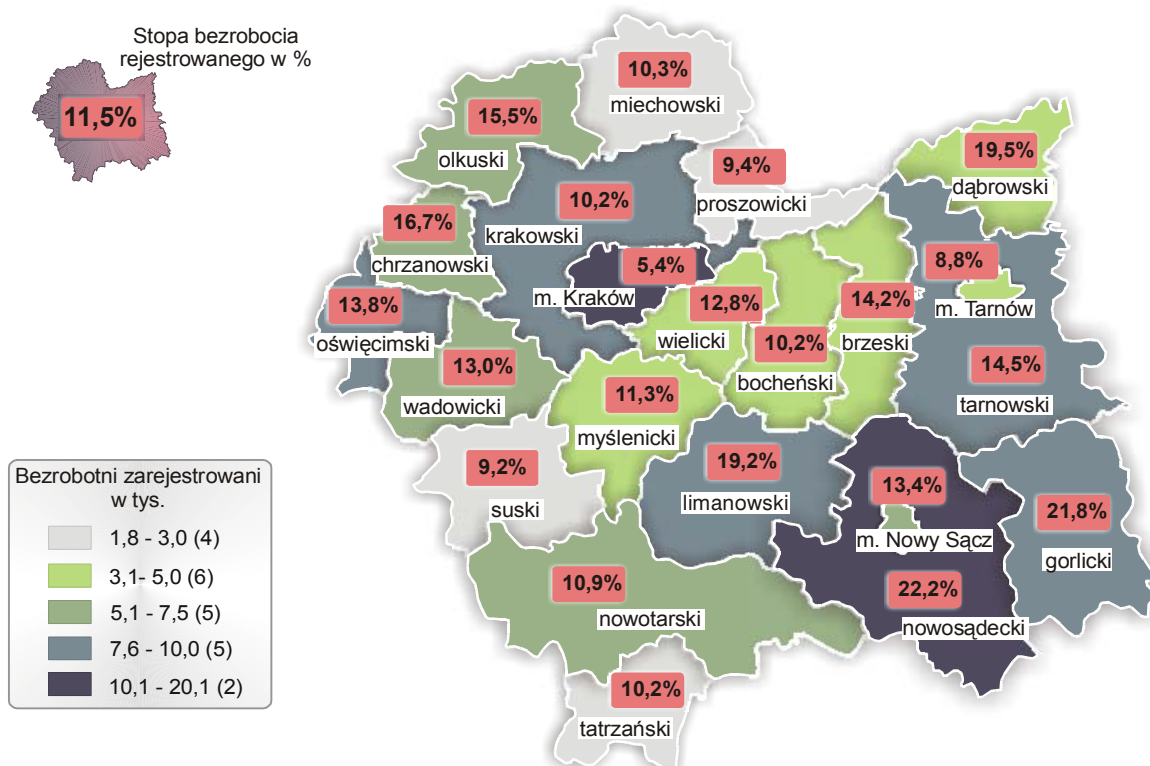 Stopa bezrobocia
rejestrowanego w %
11,5%
10,3%
miechowski
15,5%
olkuski
9,4%
proszowicki
19,5%
dąbrowski
10,2%
krakowski
16,7%
chrzanowski
5,4%
m. Kraków
8,8%
m. Tarnów
13,8%
oświęcimski
12,8%
wielicki
14,2%
brzeski
10,2%
bocheński
13,0%
wadowicki
14,5%
tarnowski
11,3%
myślenicki
9,2%
suski
19,2%
limanowski
13,4%
m. Nowy Sącz
21,8%
gorlicki
10,9%
nowotarski
22,2%
nowosądecki
10,2%
tatrzański
Bezrobotni zarejestrowani
w tys.
1,8 - 3,0 (4)
3,1- 5,0 (6)
5,1 - 7,5 (5)
7,6 - 10,0 (5)
10,1 - 20,1 (2)